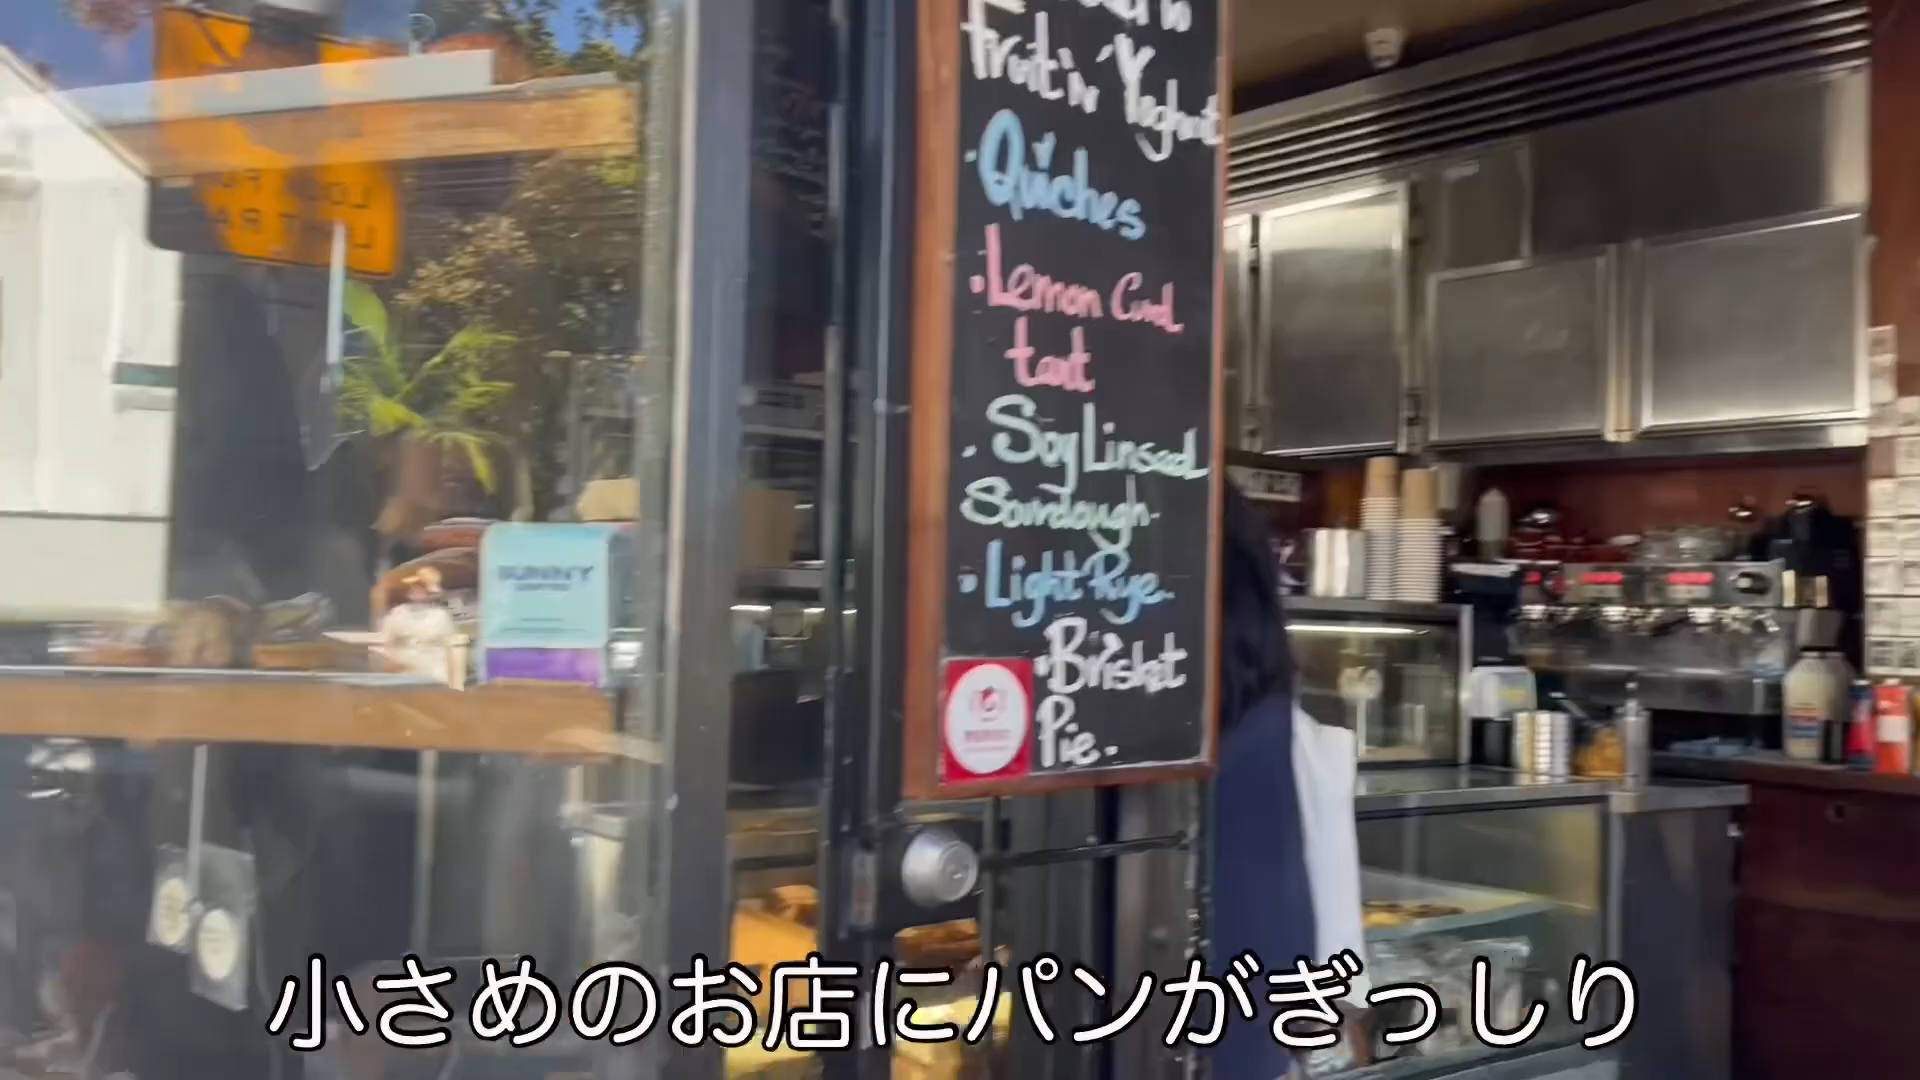 Fruit 'n' Yoghurt
· Quiches
· Lemon Curd
tart
· Soy Linseed
Sourdough.
· Light Rye.
· Brisket
Pie.
BUNNY
小さめのお店にパンがぎっしり